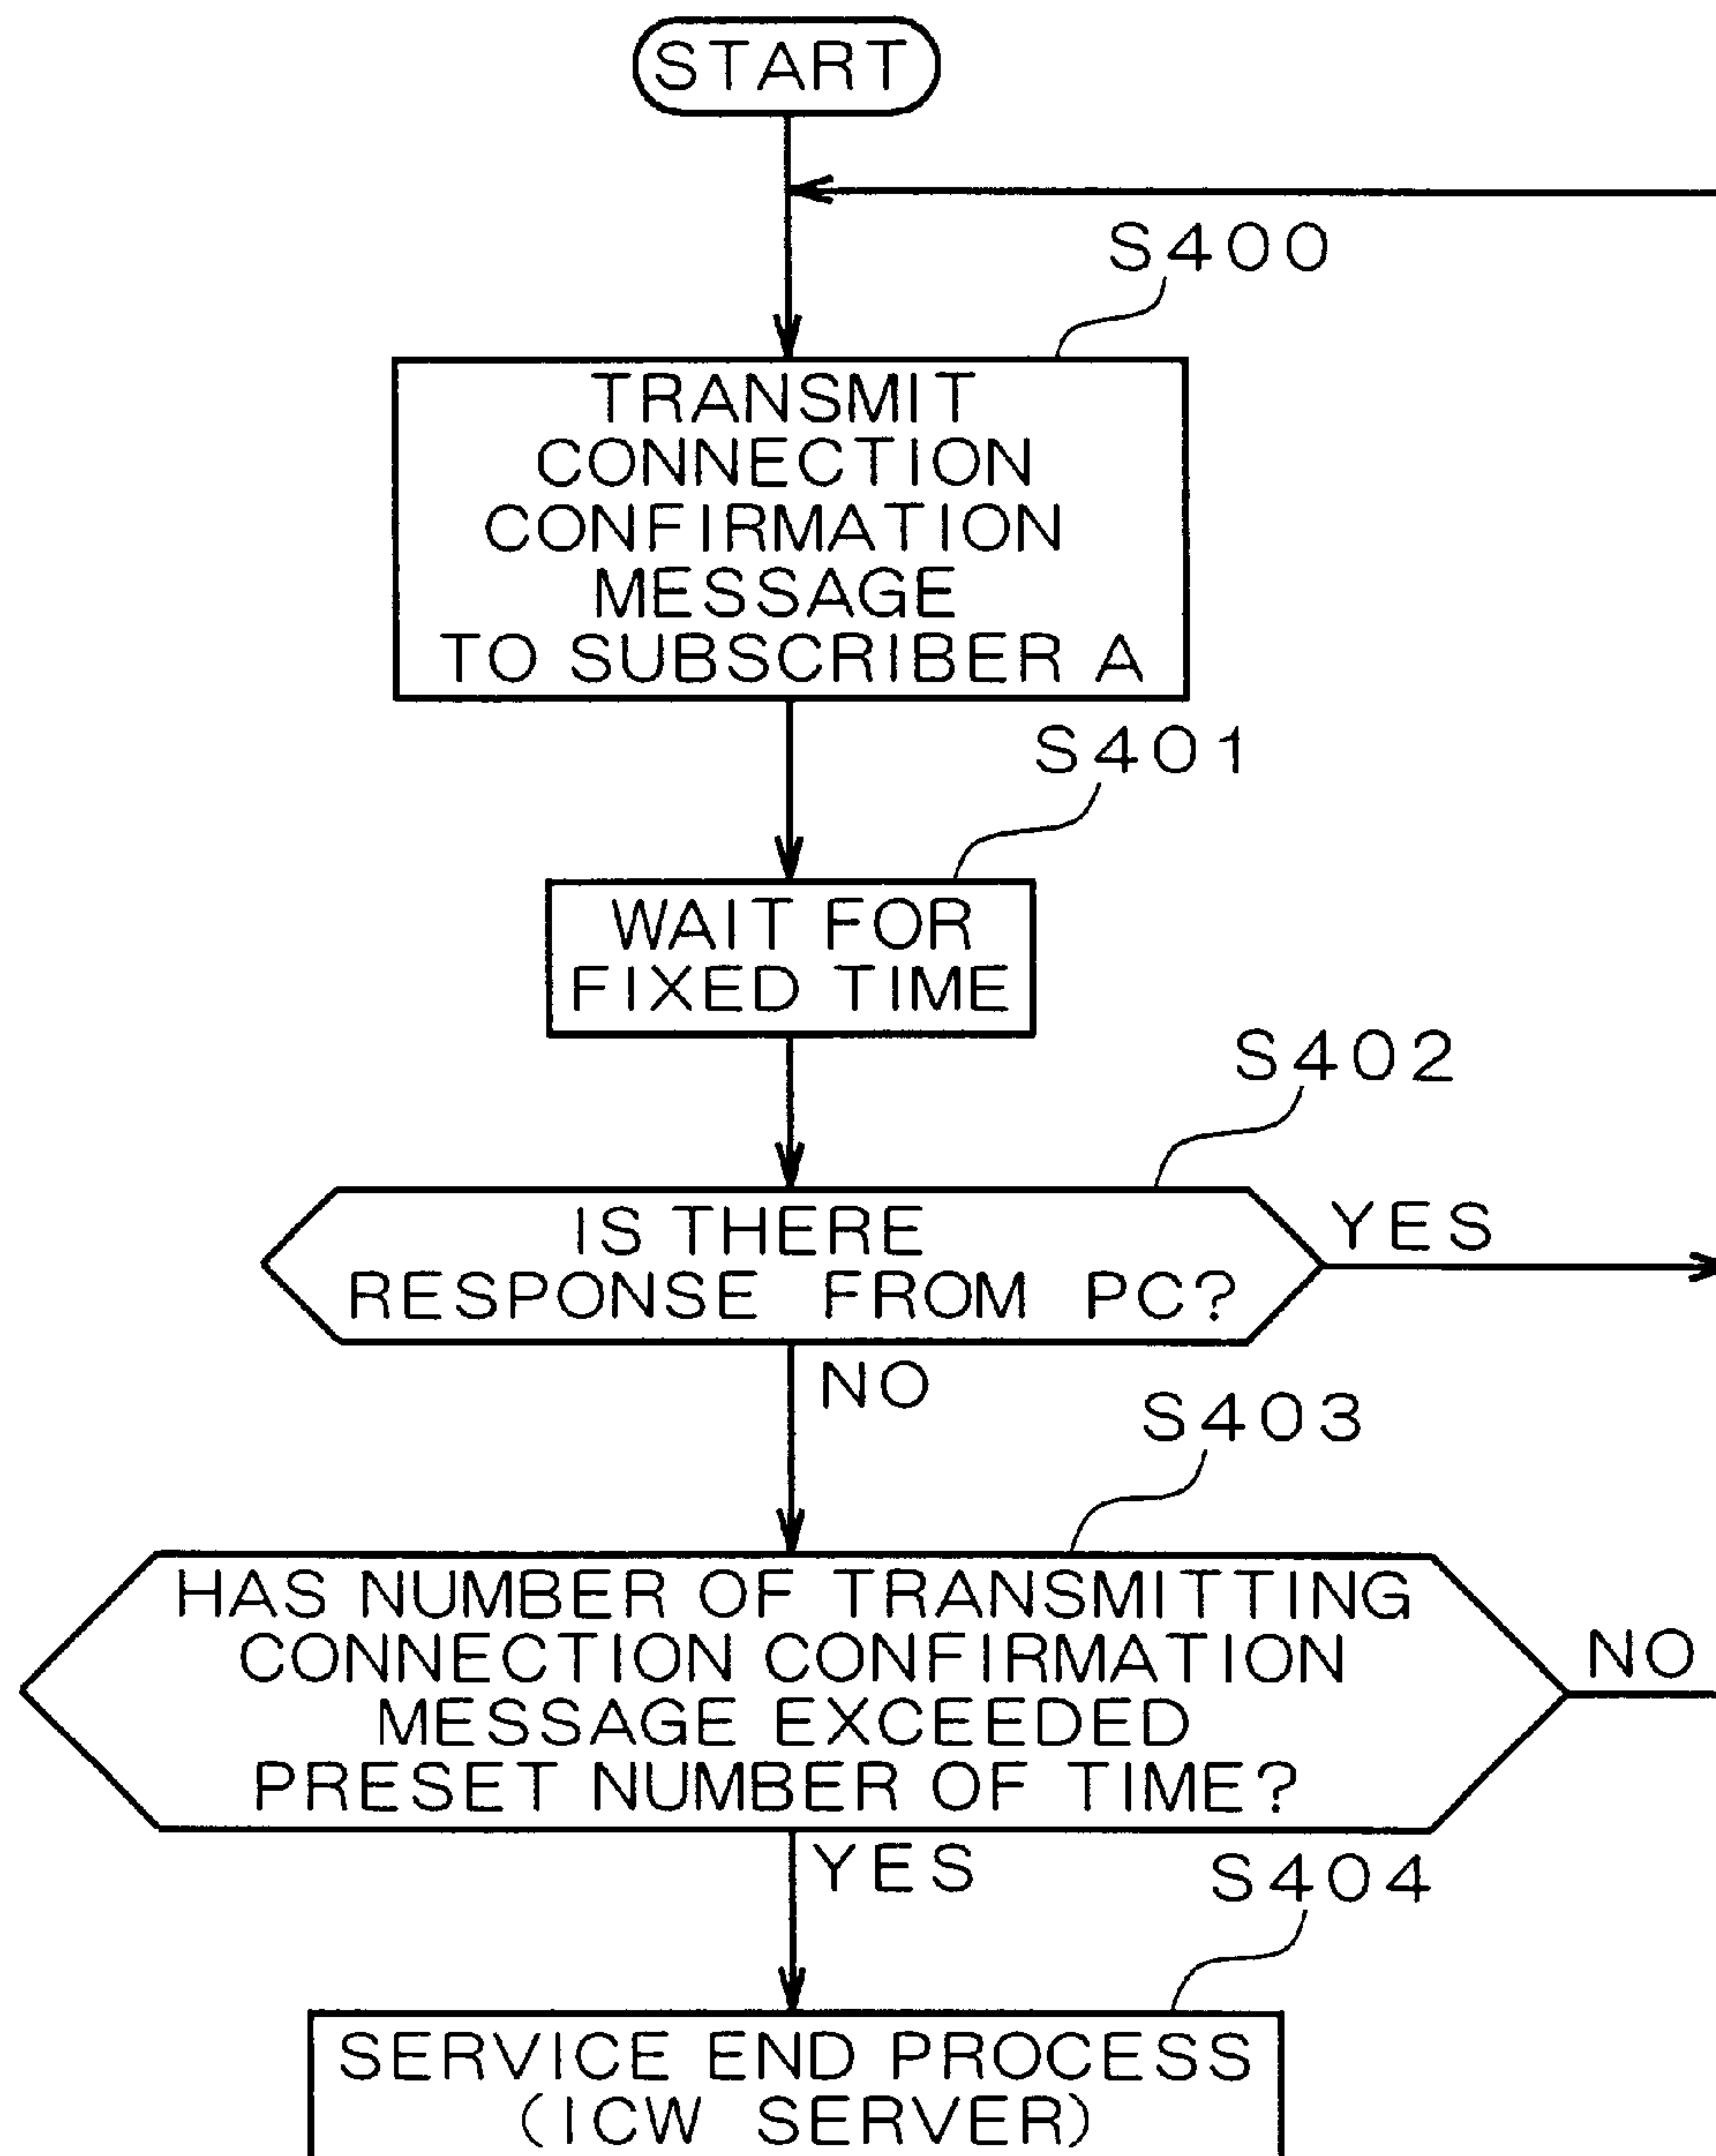 START
S400
TRANSMIT
CONNECTION
CONFIRMATION
MESSAGE
TO SUBSCRIBER A
S401
WAIT FOR
FIXED TIME
S402
IS THERE
RESPONSE FROM PC?
YES
NO
S403
HAS NUMBER OF TRANSMITTING
CONNECTION CONFIRMATION
MESSAGE EXCEEDED
PRESET NUMBER OF TIME?
NO
YES
S404
SERVICE END PROCESS
(ICW SERVER)